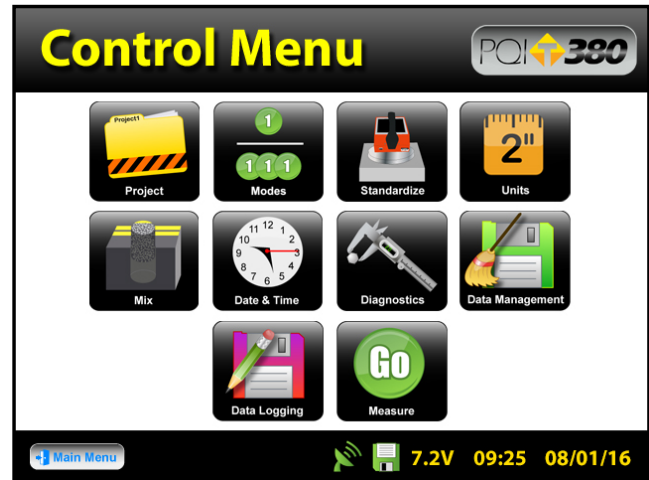 Control Menu
PQI T 380
Project1
1
1 1 1
2"
Project
Modes
Standardize
Units
11 12 1
10 2
9 3
8 4
7 6 5
Mix
Date & Time
Diagnostics
Data Management
Go
Data Logging
Measure
Main Menu
7.2V 09:25 08/01/16